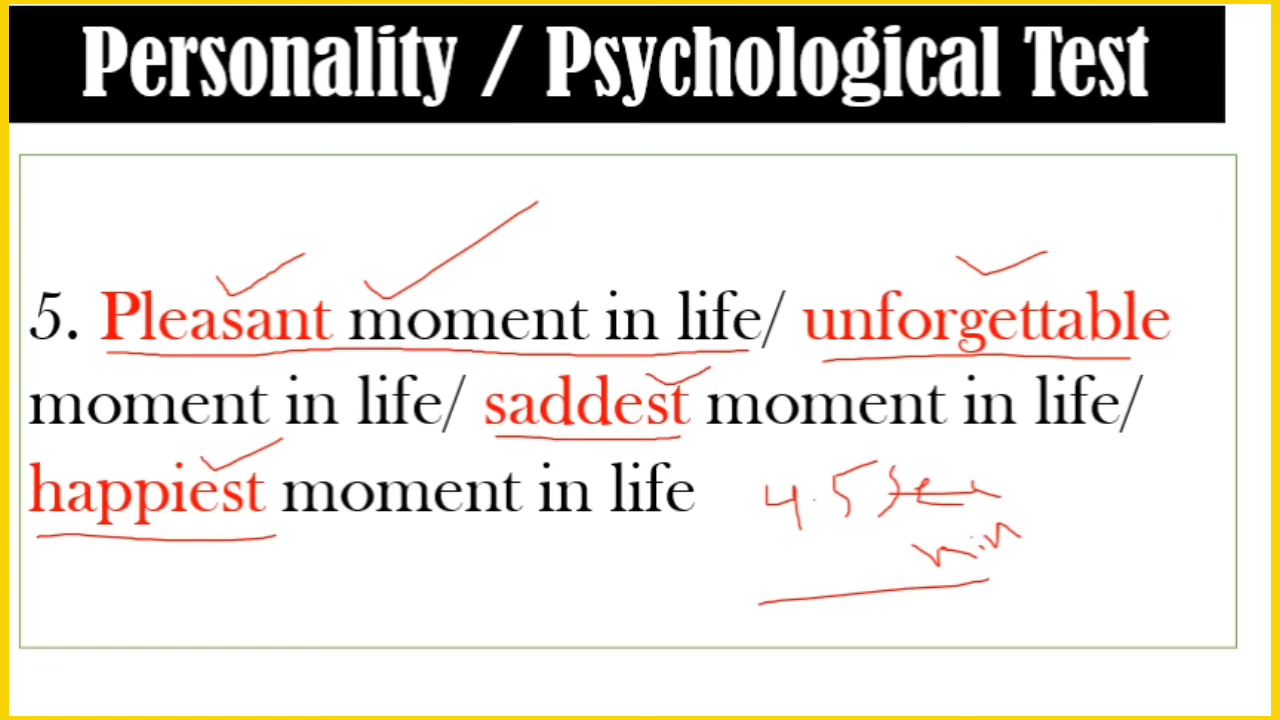 Personality / Psychological Test
5. Pleasant moment in life/ unforgettable
moment in life/ saddest moment in life/
happiest moment in life
4.5 sec
min